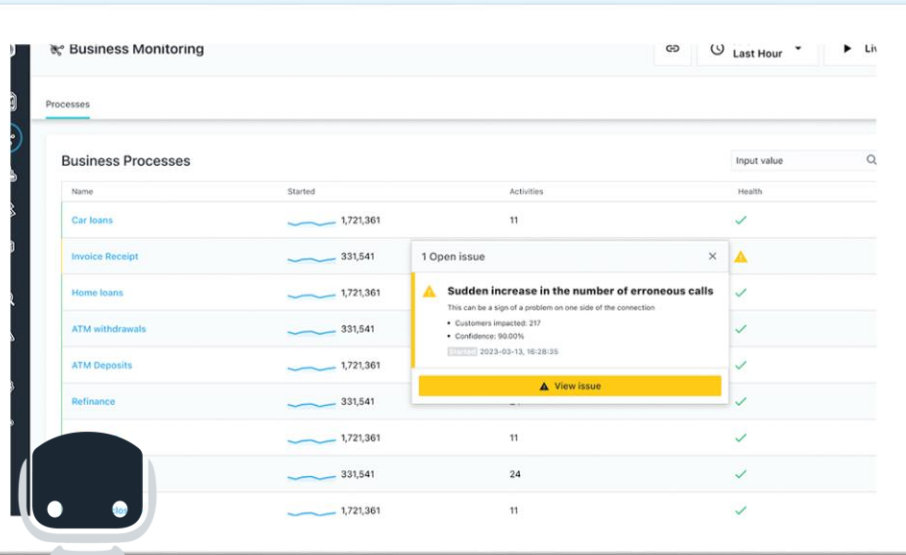 Business Monitoring
Last Hour
Processes
Business Processes
Input value
Name Started Activities Health
Car loans 1,721,361 11
Invoice Receipt 331,541
1 Open issue
Sudden increase in the number of erroneous calls
This can be a sign of a problem on one side of the connection
• Customers impacted: 217
• Confidence: 90.00%
Started 2023-03-13, 16:28:35
View issue
Home loans 1,721,361
ATM withdrawals 331,541
ATM Deposits 1,721,361
Refinance 331,541
1,721,361 11
331,541 24
1,721,361 11